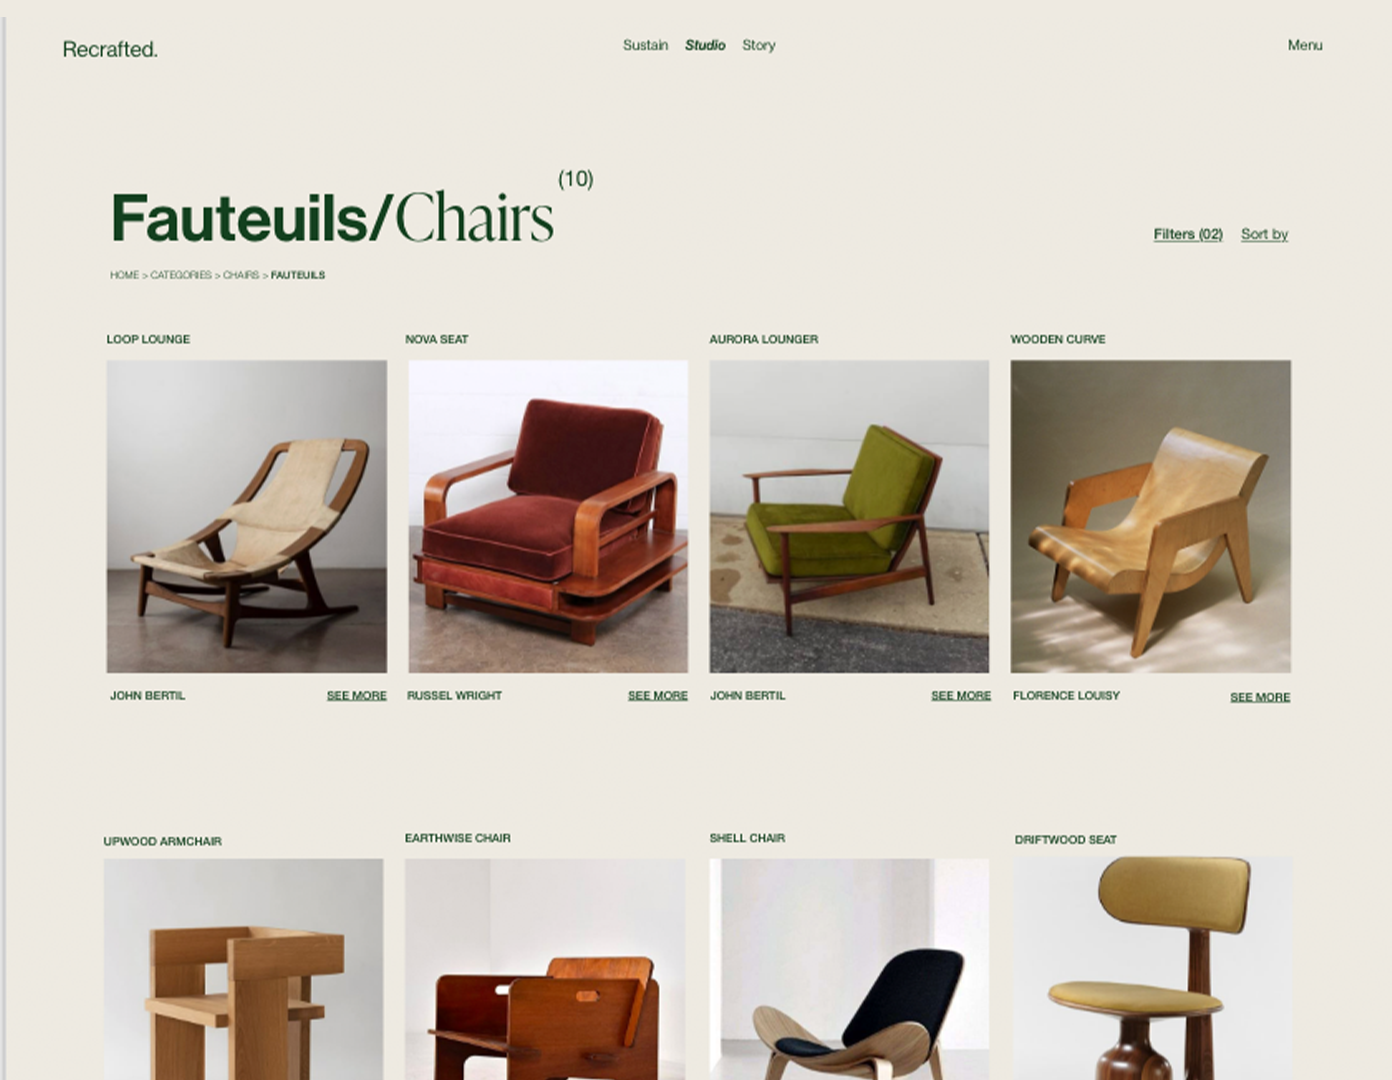 Recrafted.
Sustain Studio Story
Menu
Fauteuils/Chairs (10)
Filters (02) Sort by
HOME > CATEGORIES > CHAIRS > FAUTEUILS
LOOP LOUNGE
NOVA SEAT
AURORA LOUNGER
WOODEN CURVE
JOHN BERTIL SEE MORE
RUSSEL WRIGHT SEE MORE
JOHN BERTIL SEE MORE
FLORENCE LOUISY SEE MORE
UPWOOD ARMCHAIR
EARTHWISE CHAIR
SHELL CHAIR
DRIFTWOOD SEAT